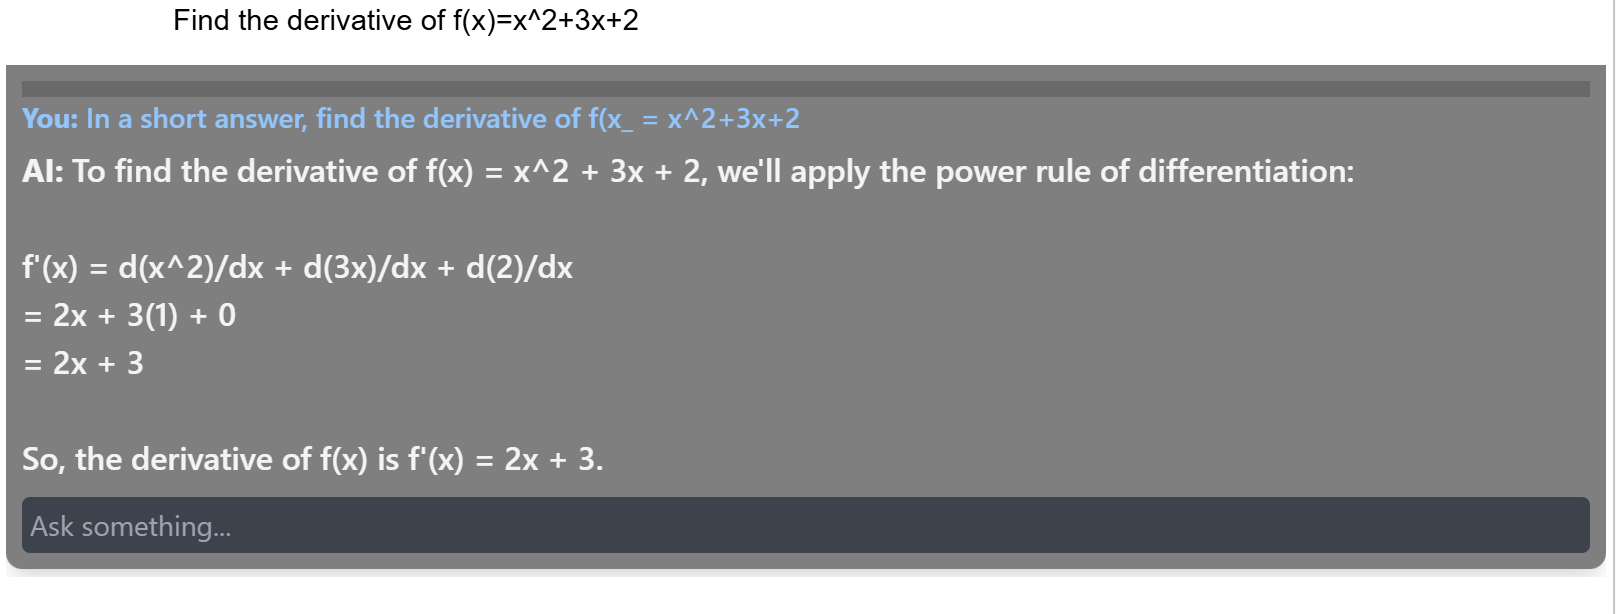 Find the derivative of f(x)=x^2+3x+2
You: In a short answer, find the derivative of f(x_ = x^2+3x+2
AI: To find the derivative of f(x) = x^2 + 3x + 2, we'll apply the power rule of differentiation:
f'(x) = d(x^2)/dx + d(3x)/dx + d(2)/dx
= 2x + 3(1) + 0
= 2x + 3
So, the derivative of f(x) is f'(x) = 2x + 3.
Ask something...